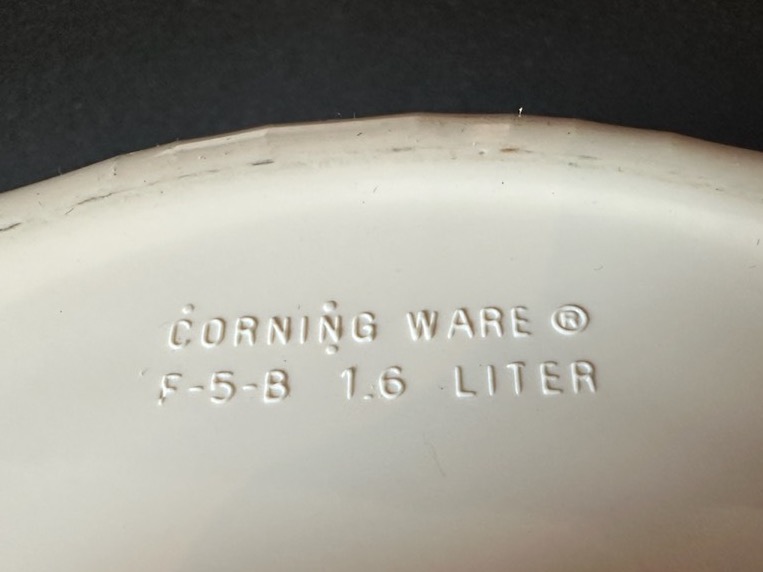 CORNING WARE ®
F-5-B 1.6 LITER